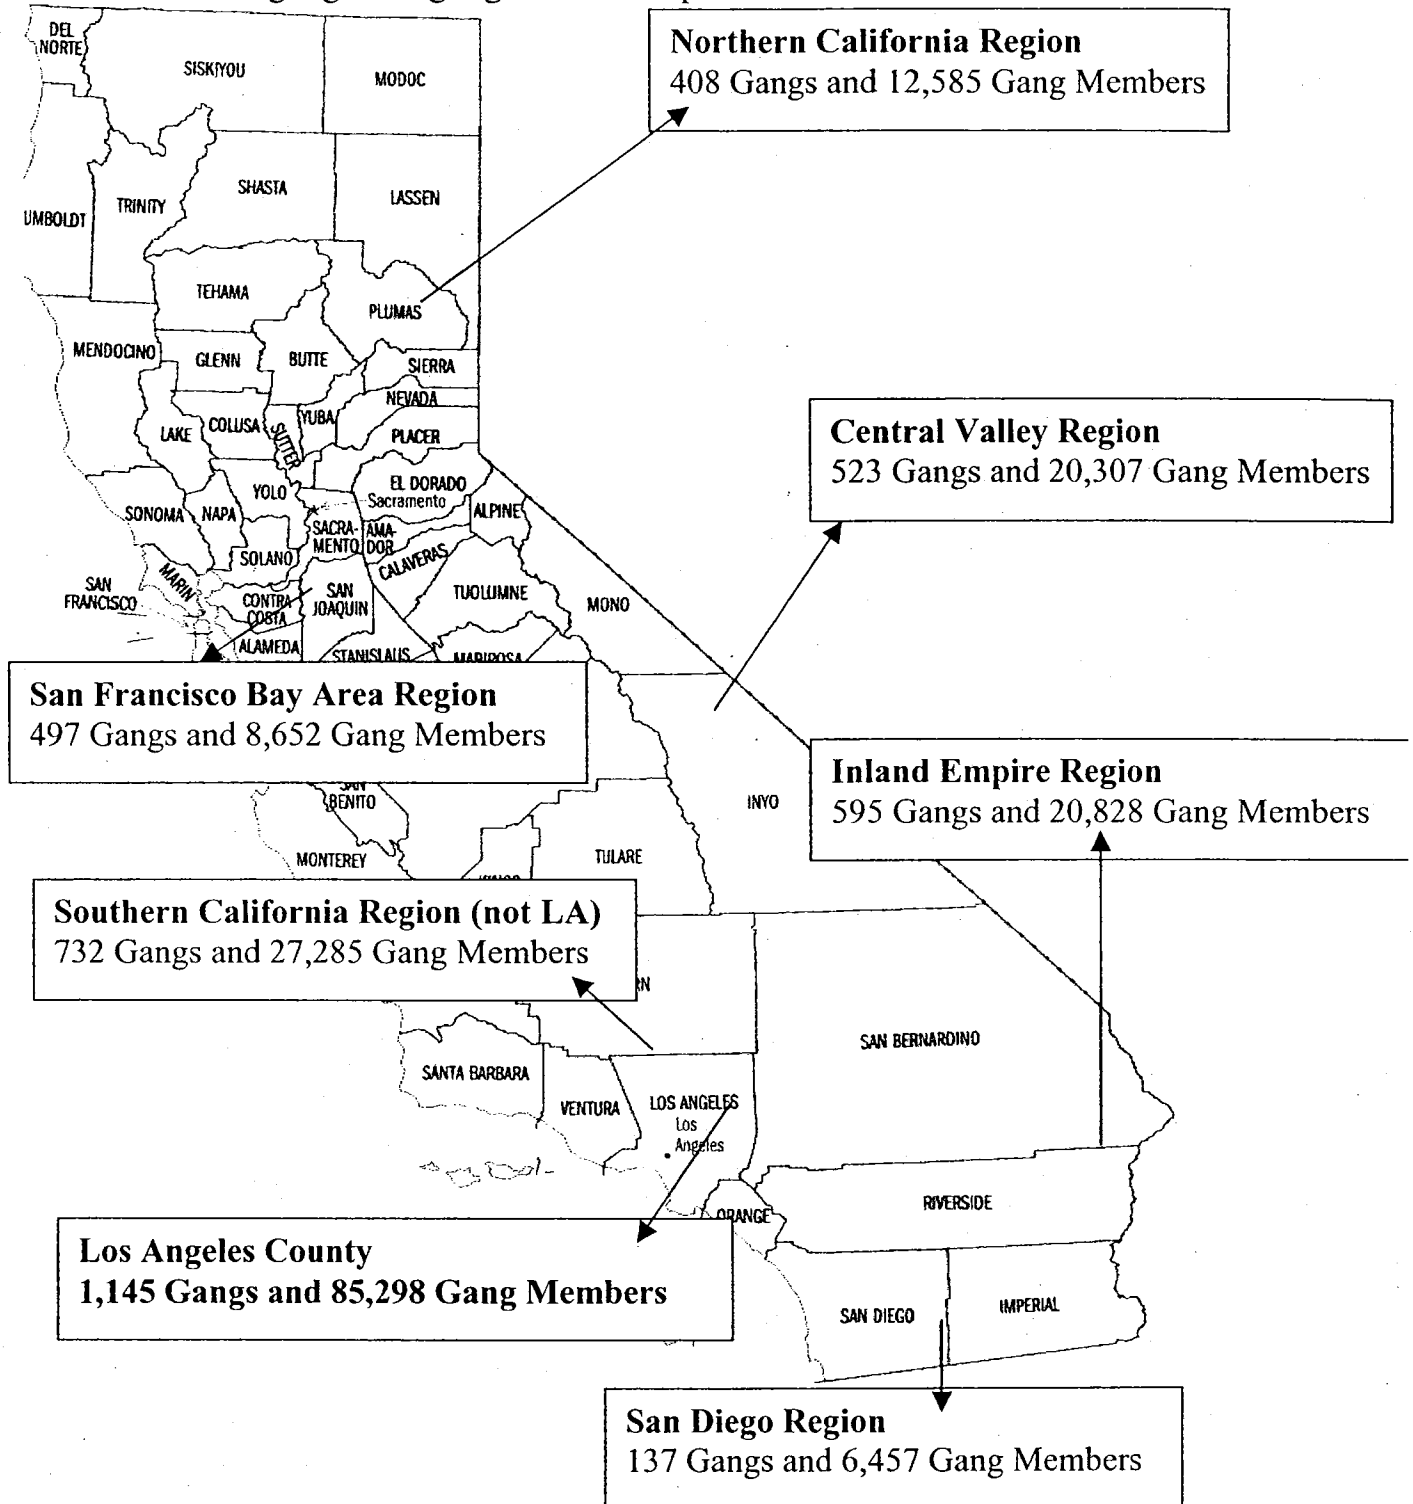 DEL
NORTE
SISKIYOU
MODOC
Northern California Region
408 Gangs and 12,585 Gang Members
UMBOLDT
TRINITY
SHASTA
LASSEN
TEHAMA
PLUMAS
MENDOCINO
GLENN
BUTTE
SIERRA
NEVADA
YUBA
COLUSA
SUTTER
LAKE
PLACER
Central Valley Region
523 Gangs and 20,307 Gang Members
YOLO
EL DORADO
Sacramento
ALPINE
SONOMA
NAPA
SACRA-
MENTO
AMA-
DOR
SOLANO
CALAVERAS
MARIN
SAN
FRANCISCO
CONTRA
COSTA
SAN
JOAQUIN
TUOLUMNE
MONO
ALAMEDA
STANISLAUS
MARIPOSA
San Francisco Bay Area Region
497 Gangs and 8,652 Gang Members
Inland Empire Region
595 Gangs and 20,828 Gang Members
SAN
BENITO
INYO
MONTEREY
TULARE
Southern California Region (not LA)
732 Gangs and 27,285 Gang Members
RN
SAN BERNARDINO
SANTA BARBARA
VENTURA
LOS ANGELES
Los
Angeles
ORANGE
RIVERSIDE
Los Angeles County
1,145 Gangs and 85,298 Gang Members
SAN DIEGO
IMPERIAL
San Diego Region
137 Gangs and 6,457 Gang Members